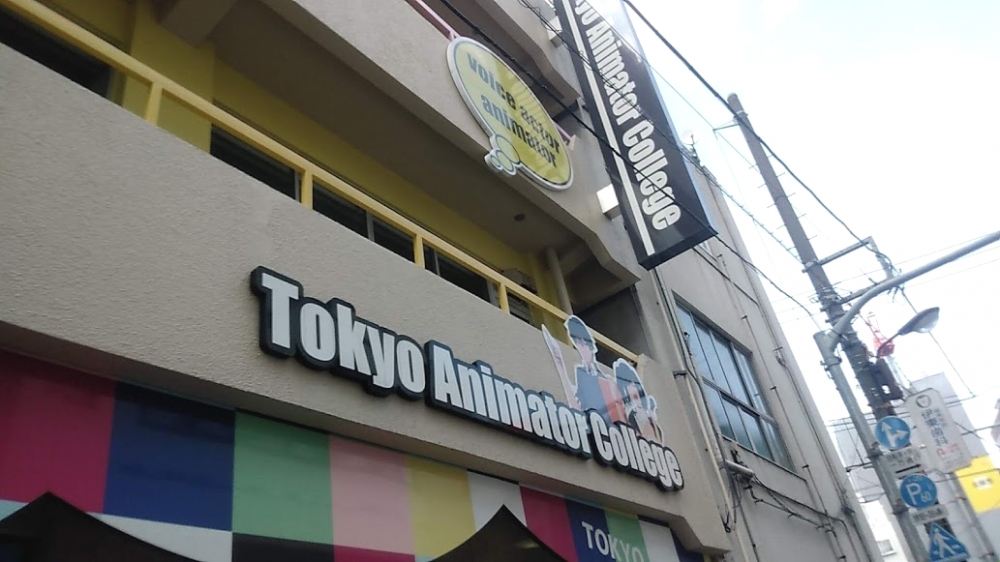 voice actor
animator
Animator College
Tokyo Animator College
TOKYO
P